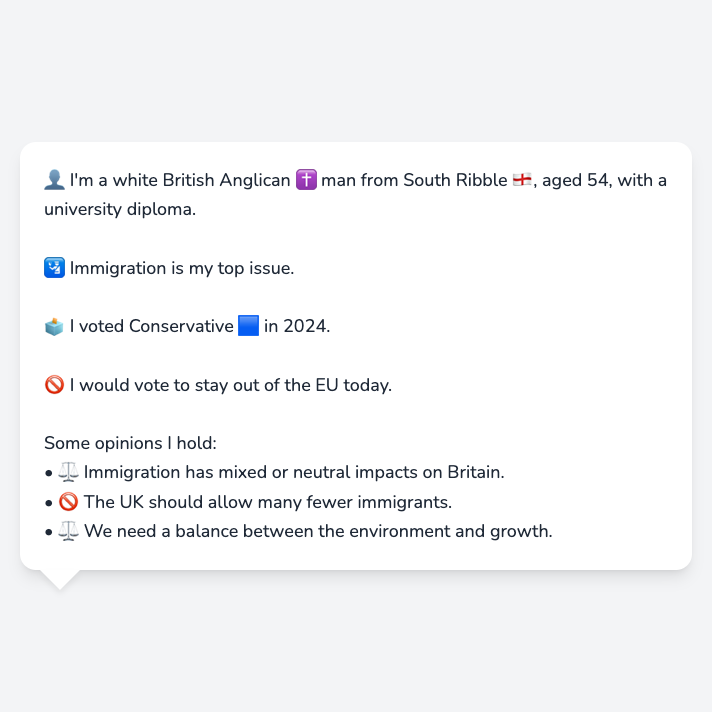 👤 I'm a white British Anglican ✝️ man from South Ribble 🏴󠁧󠁢󠁥󠁮󠁧󠁿, aged 54, with a
university diploma.
🛂 Immigration is my top issue.
🗳️ I voted Conservative 🟦 in 2024.
🚫 I would vote to stay out of the EU today.
Some opinions I hold:
• ⚖️ Immigration has mixed or neutral impacts on Britain.
• 🚫 The UK should allow many fewer immigrants.
• ⚖️ We need a balance between the environment and growth.